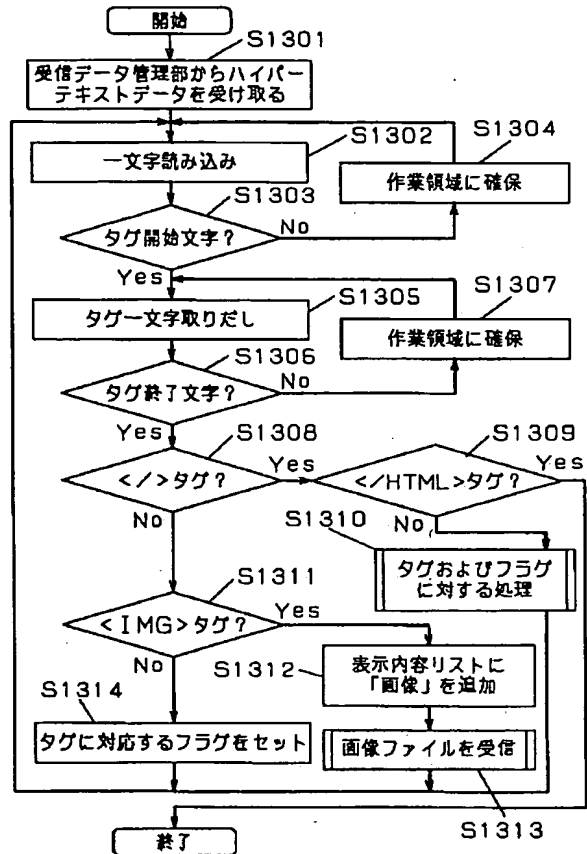 開始
S1301
受信データ管理部からハイパー
テキストデータを受け取る
S1302
一文字読み込み
S1304
作業領域に確保
S1303
タグ開始文字?
No
Yes
S1305
タグ一文字取りだし
S1307
作業領域に確保
S1306
タグ終了文字?
No
Yes
S1308
</>タグ?
Yes
No
S1309
</HTML>タグ?
Yes
No
S1310
タグおよびフラグ
に対する処理
S1311
<IMG>タグ?
Yes
No
S1312
表示内容リストに
「画像」を追加
S1314
タグに対応するフラグをセット
画像ファイルを受信
S1313
終了